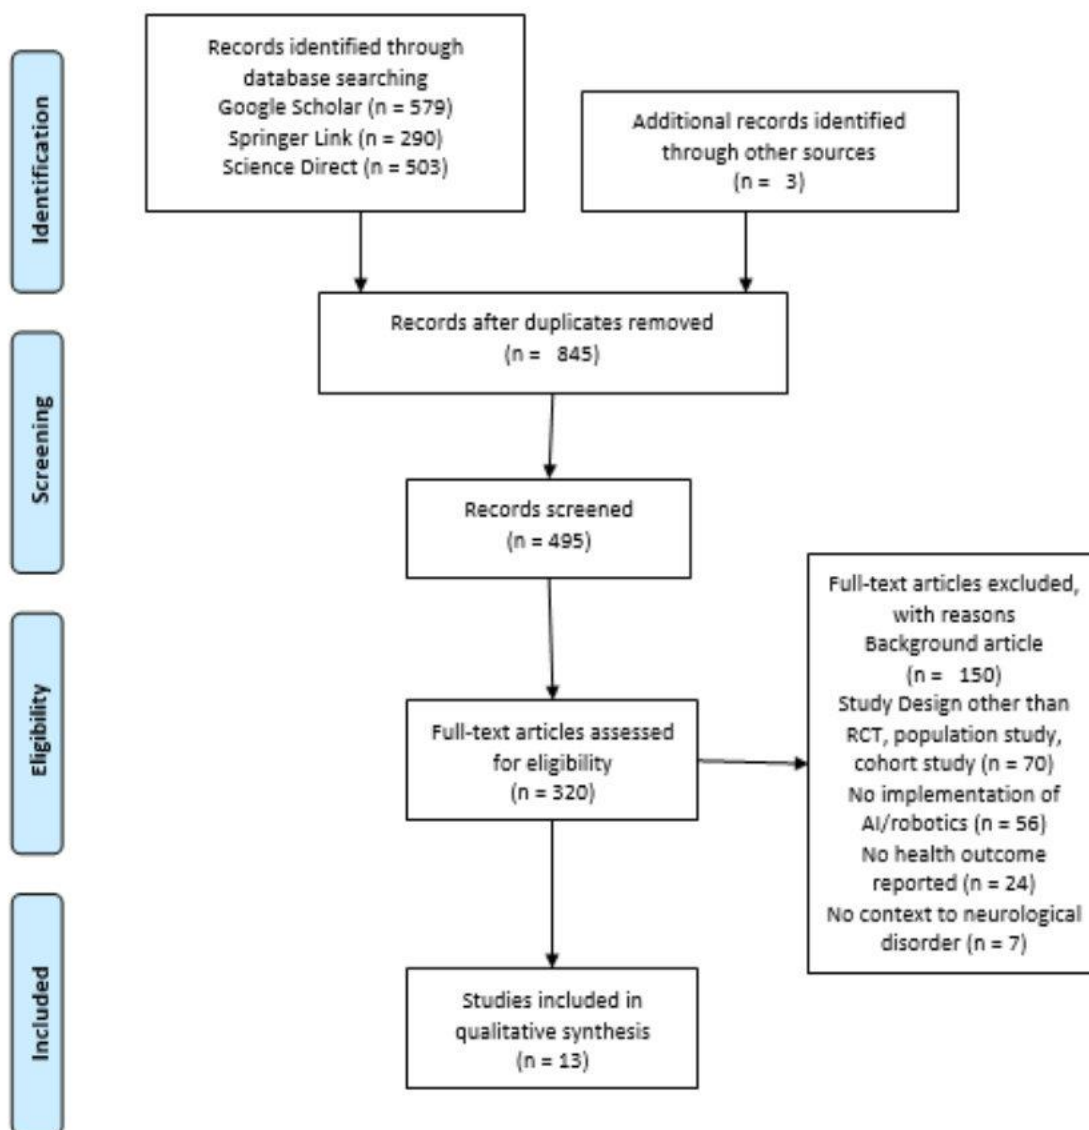 Identification
Records identified through
database searching
Google Scholar (n = 579)
Springer Link (n = 290)
Science Direct (n = 503)
Additional records identified
through other sources
(n = 3)
Screening
Records after duplicates removed
(n = 845)
Records screened
(n = 495)
Eligibility
Full-text articles assessed
for eligibility
(n = 320)
Full-text articles excluded,
with reasons
Background article
(n = 150)
Study Design other than
RCT, population study,
cohort study (n = 70)
No implementation of
AI/robotics (n = 56)
No health outcome
reported (n = 24)
No context to neurological
disorder (n = 7)
Included
Studies included in
qualitative synthesis
(n = 13)